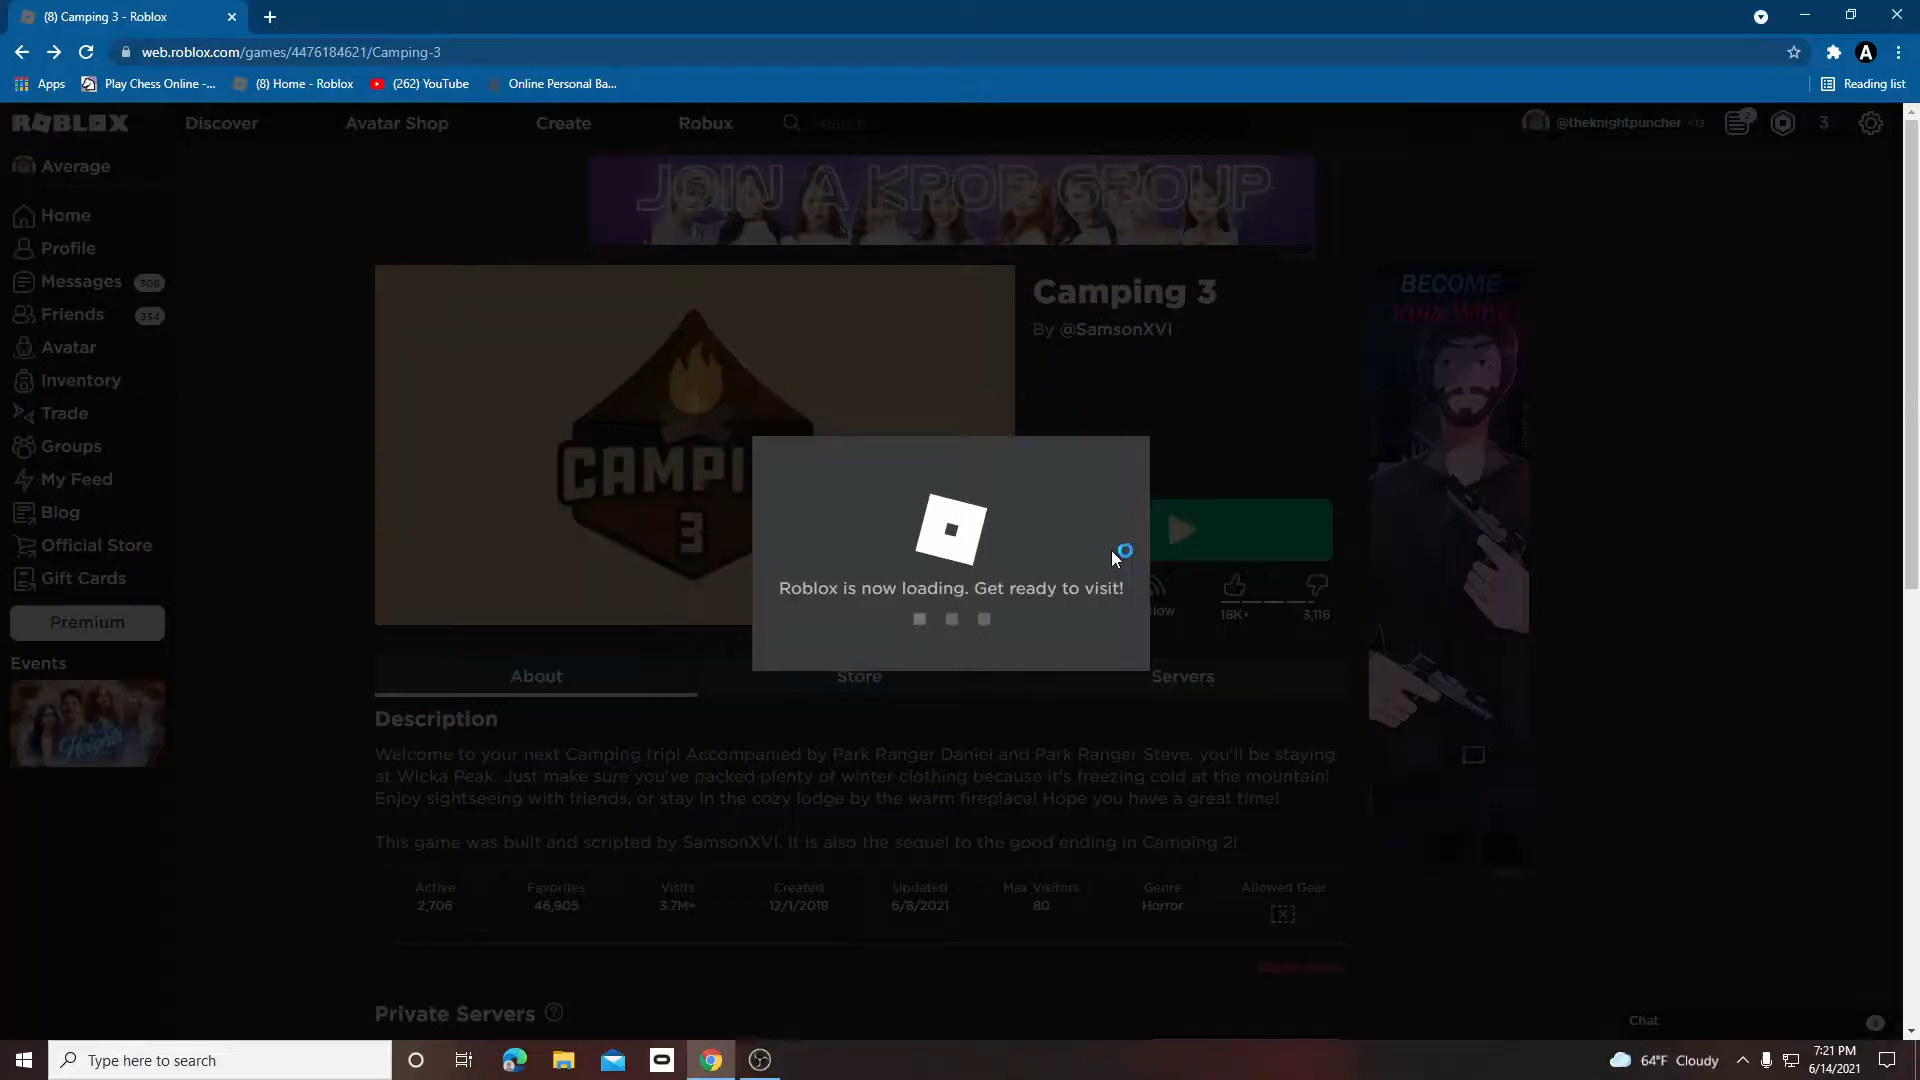 (8) Camping 3 - Roblox
web.roblox.com/games/4476184621/Camping-3
Apps
Play Chess Online -...
(8) Home - Roblox
(262) YouTube
Online Personal Ba...
Reading list
ROBLOX
Discover
Avatar Shop
Create
Robux
Search
@theknightpuncher <13
2
3
Average
JOIN A KPOP GROUP
Home
Profile
Messages 308
Friends 334
Avatar
Inventory
Trade
Groups
My Feed
Blog
Official Store
Gift Cards
Premium
Events
Heights
CAMPI
3
Camping 3
By @SamsonXVI
BECOME
Roblox is now loading. Get ready to visit!
18K+
3,116
About
Store
Servers
Description
Welcome to your next Camping trip! Accompanied by Park Ranger Daniel and Park Ranger Steve, you'll be staying
at Wicka Peak. Just make sure you've packed plenty of winter clothing because it's freezing cold at the mountain!
Enjoy sightseeing with friends, or stay in the cozy lodge by the warm fireplace! Hope you have a great time!
This game was built and scripted by SamsonXVI. It is also the sequel to the good ending in Camping 2!
Active
Favorites
Visits
Created
Updated
Max Visitors
Genre
Allowed Gear
2,706
46,905
3.7M+
12/1/2019
6/8/2021
80
Horror
Private Servers
Chat
Type here to search
64°F Cloudy
7:21 PM
6/14/2021